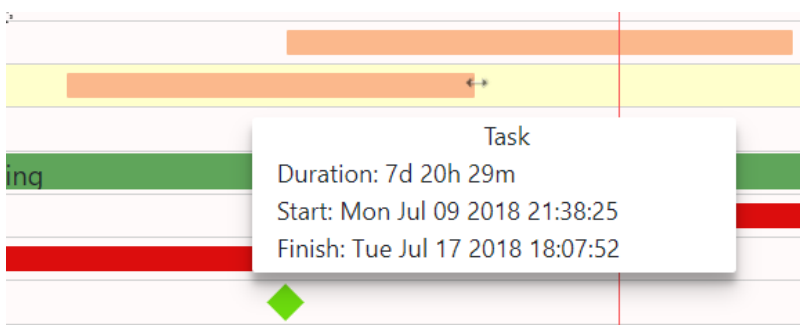 ing
Task
Duration: 7d 20h 29m
Start: Mon Jul 09 2018 21:38:25
Finish: Tue Jul 17 2018 18:07:52